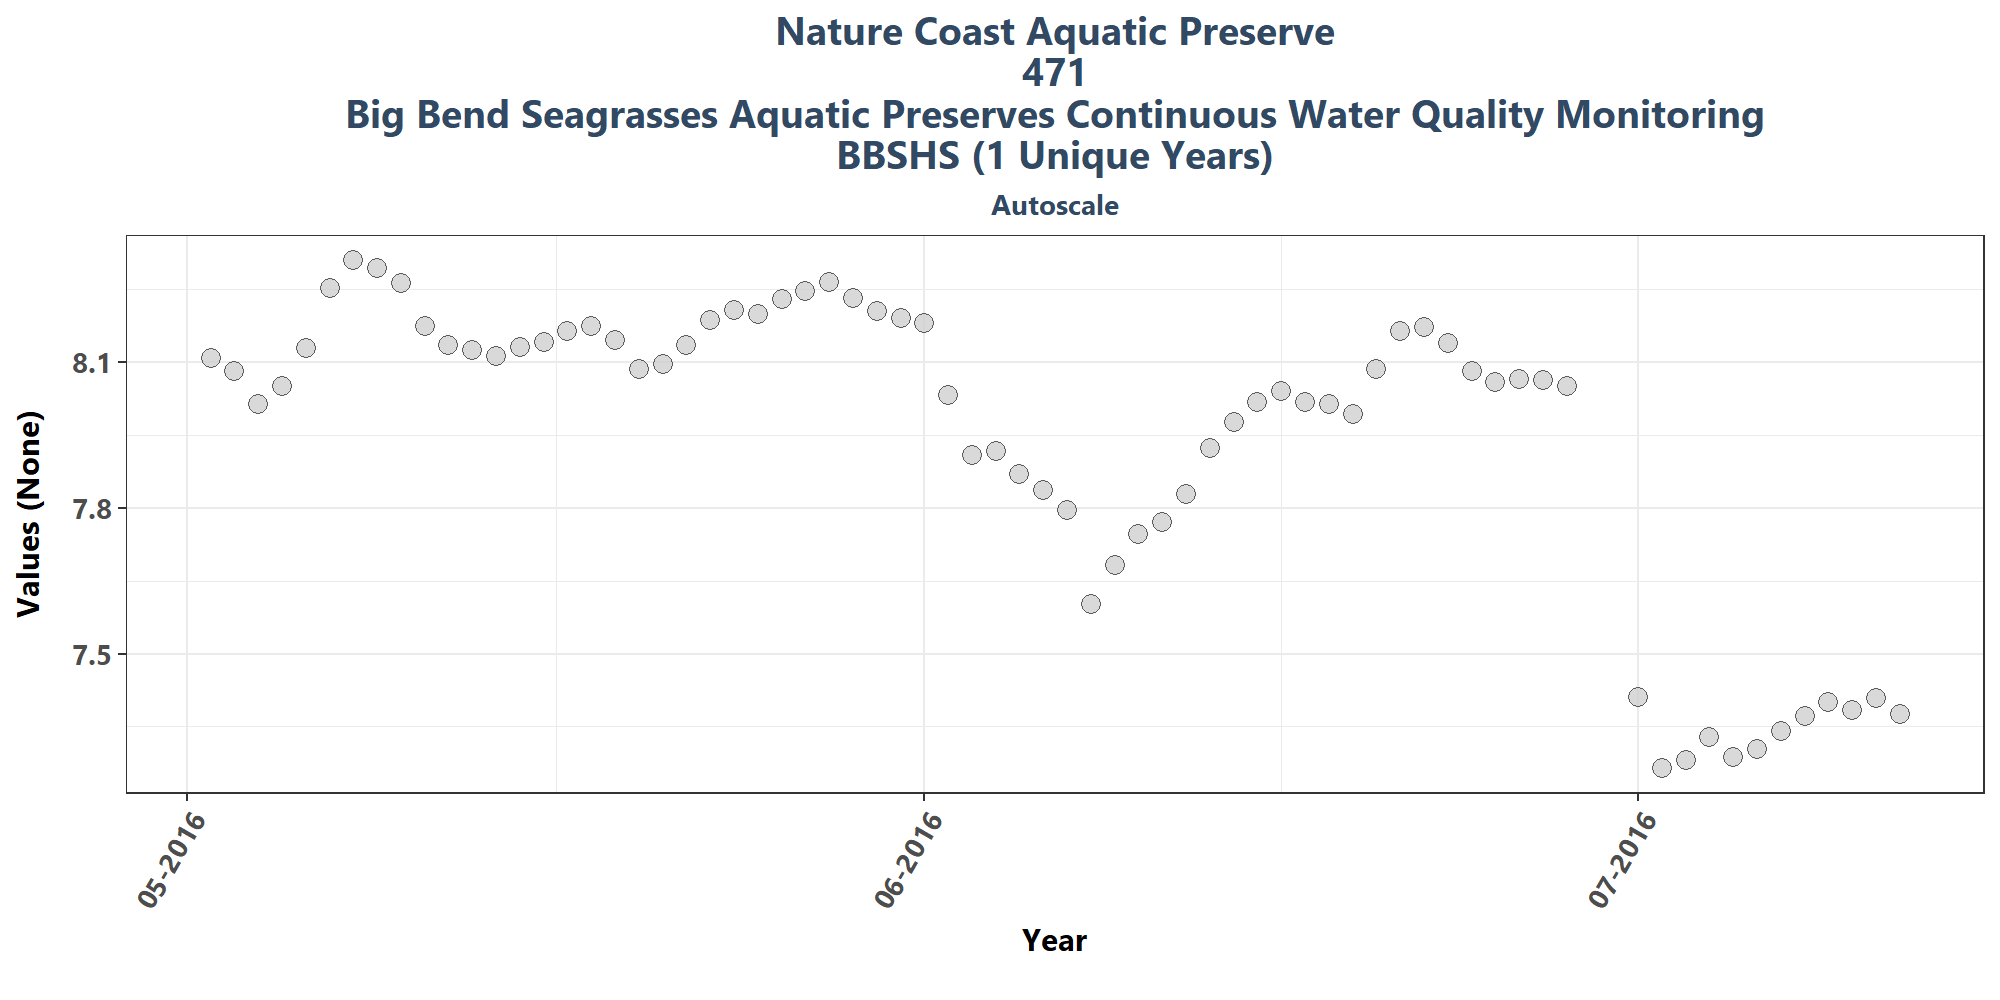 Nature Coast Aquatic Preserve
471
Big Bend Seagrasses Aquatic Preserves Continuous Water Quality Monitoring
BBSHS (1 Unique Years)
Autoscale
Values (None)
8.1
7.8
7.5
05-2016
06-2016
07-2016
Year